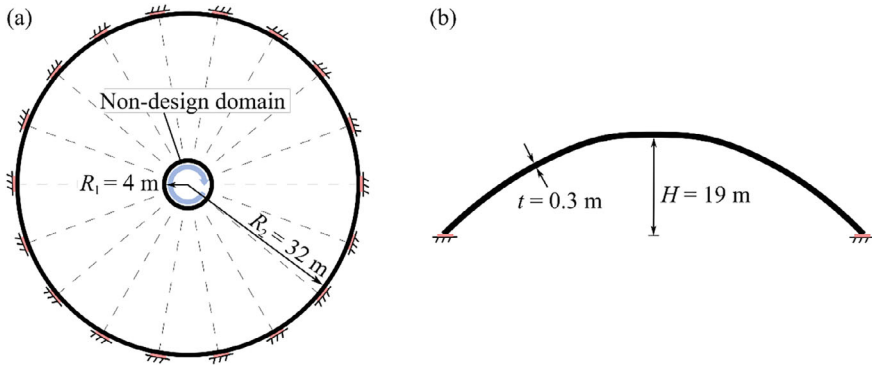 (a)
(b)
Non-design domain
R₁ = 4 m
R₂ = 32 m
t = 0.3 m
H = 19 m